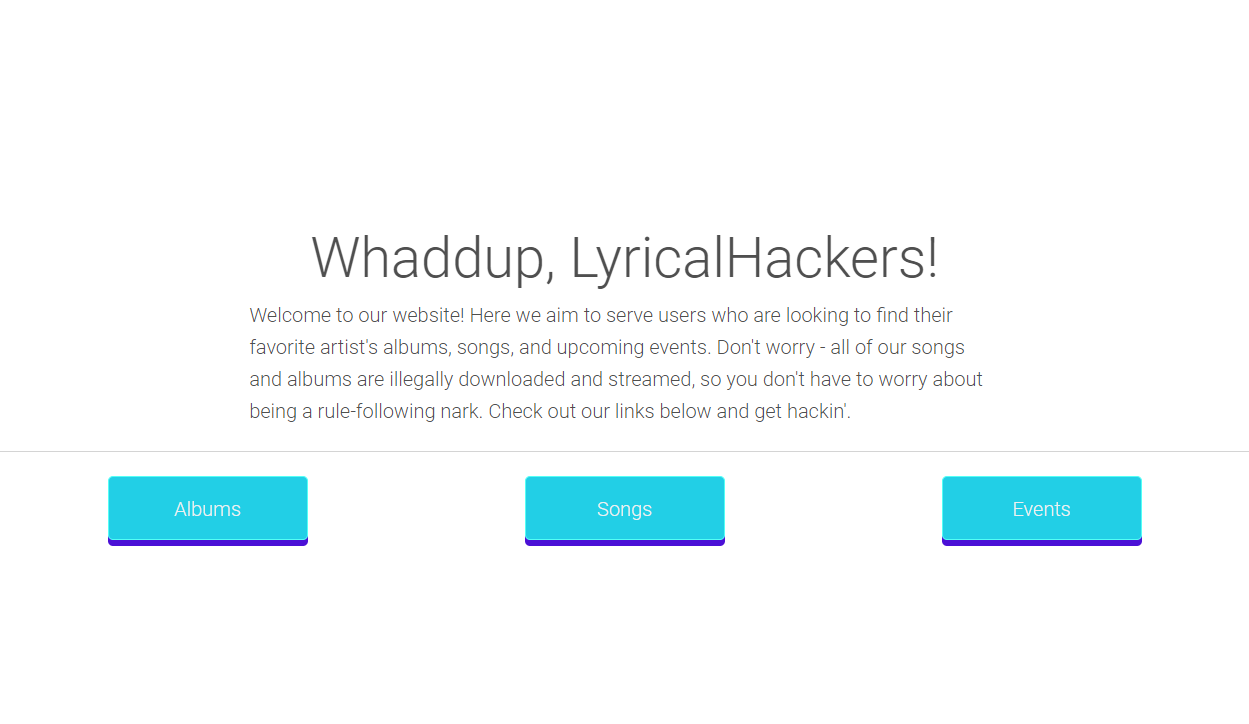 Whaddup, LyricalHackers!
Welcome to our website! Here we aim to serve users who are looking to find their
favorite artist's albums, songs, and upcoming events. Don't worry - all of our songs
and albums are illegally downloaded and streamed, so you don't have to worry about
being a rule-following nark. Check out our links below and get hackin'.
Albums
Songs
Events